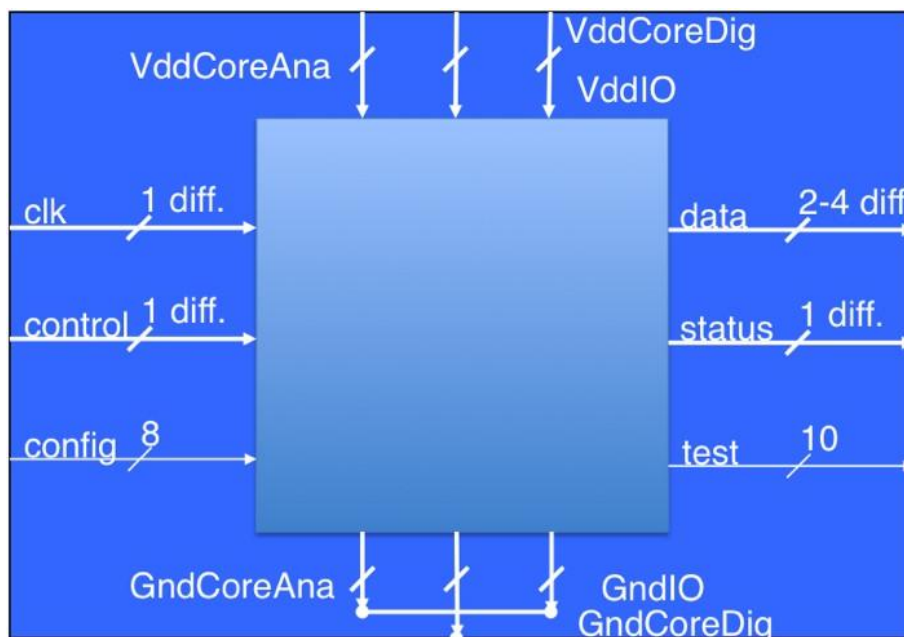 VddCoreDig
VddCoreAna
VddIO
clk 1 diff.
data 2-4 diff
control 1 diff.
status 1 diff.
config 8
test 10
GndCoreAna
GndIO
GndCoreDig